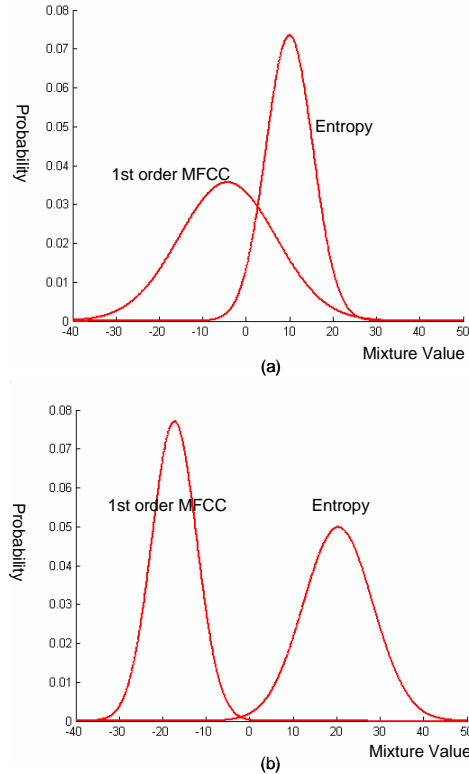 0.08
0.07
0.06
0.05
0.04
0.03
0.02
0.01
0
Probability
Entropy
1st order MFCC
-40 -30 -20 -10 0 10 20 30 40 50
Mixture Value
(a)
0.08
0.07
0.06
0.05
0.04
0.03
0.02
0.01
0
Probability
1st order MFCC Entropy
-40 -30 -20 -10 0 10 20 30 40 50
Mixture Value
(b)